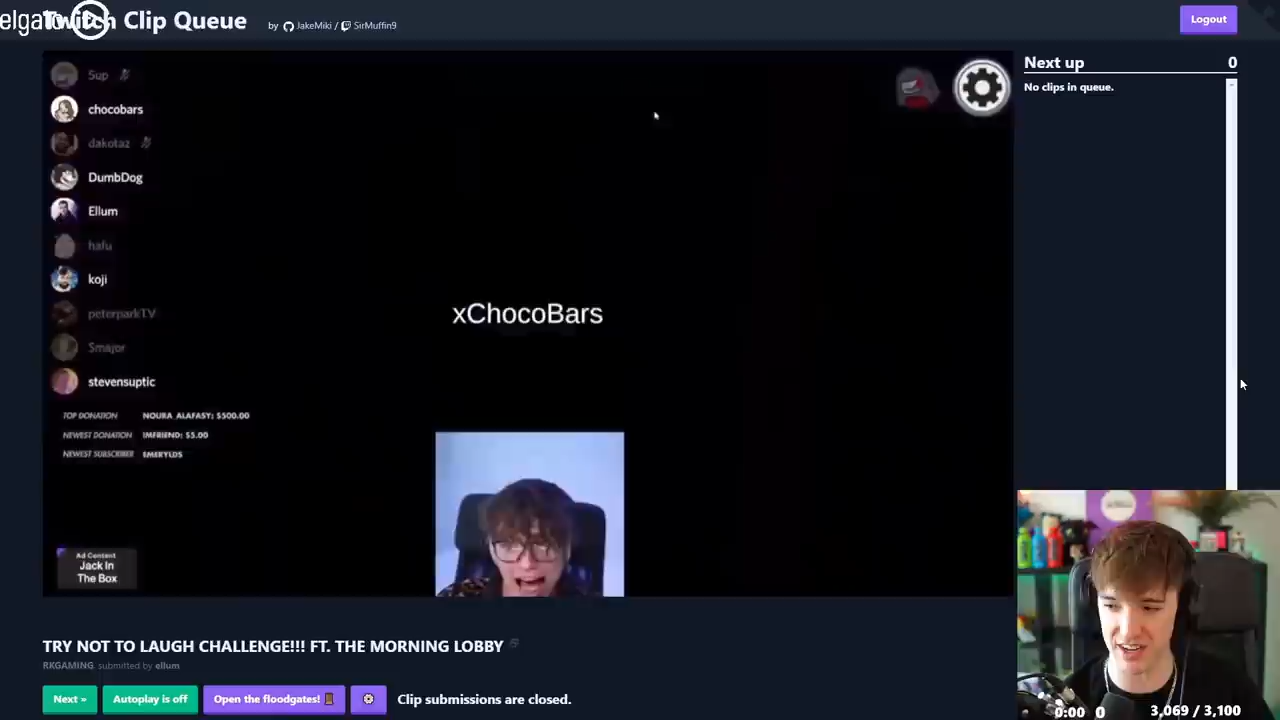 elgato
Twitch Clip Queue by JakeMiki / SirMuffin9
Logout
Sup
chocobars
dakotaz
DumbDog
Ellum
hafu
koji
peterparkTV
Smajor
stevensuptic
TOP DONATION NOURA_ALAFASY: $500.00
NEWEST DONATION IMFRIEND: $5.00
NEWEST SUBSCRIBER EMERYLDS
xChocoBars
Ad Content
Jack In
The Box
Next up 0
No clips in queue.
TRY NOT TO LAUGH CHALLENGE!!! FT. THE MORNING LOBBY
RKGAMING, submitted by ellum
Next »
Autoplay is off
Open the floodgates!
Clip submissions are closed.
0:00 0 3,069 / 3,100